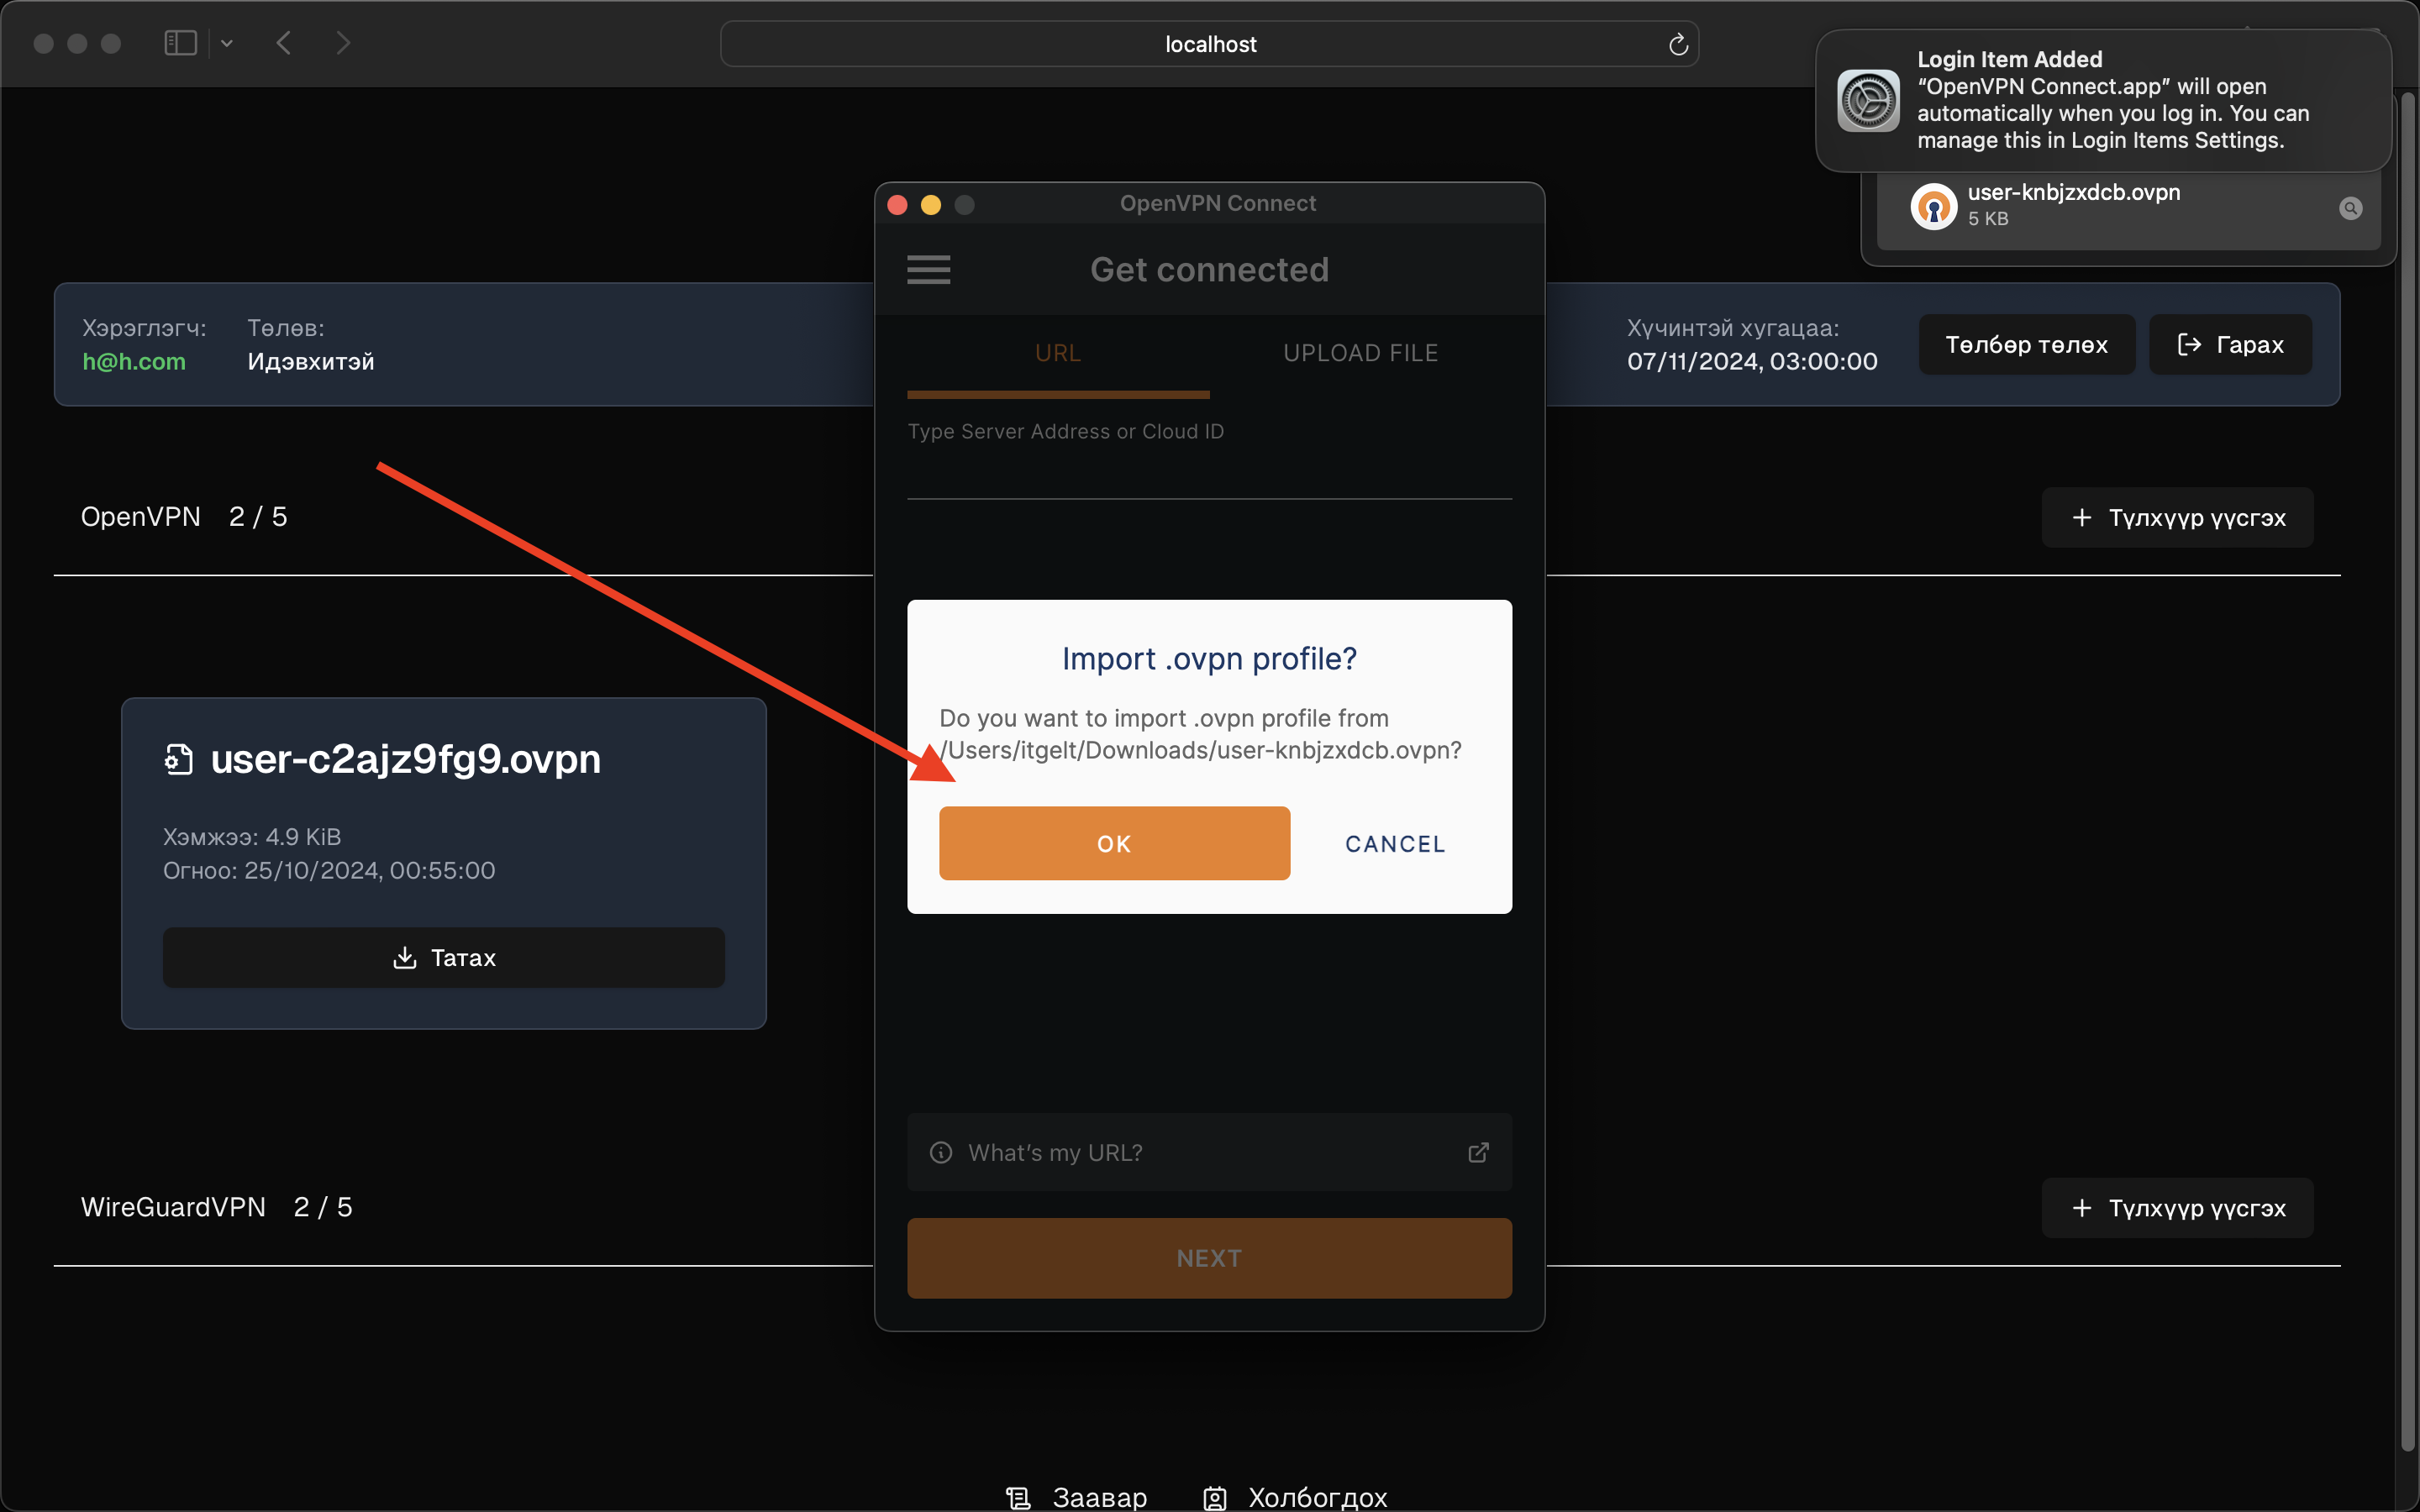 localhost
Login Item Added
“OpenVPN Connect.app” will open
automatically when you log in. You can
manage this in Login Items Settings.
user-knbjzxdcb.ovpn
5 KB
OpenVPN Connect
Get connected
URL
UPLOAD FILE
Type Server Address or Cloud ID
Import .ovpn profile?
Do you want to import .ovpn profile from
/Users/itgelt/Downloads/user-knbjzxdcb.ovpn?
OK
CANCEL
What's my URL?
NEXT
Хэрэглэгч:
h@h.com
Төлөв:
Идэвхитэй
Хүчинтэй хугацаа:
07/11/2024, 03:00:00
Төлбөр төлөх
Гарах
OpenVPN 2 / 5
+ Түлхүүр үүсгэх
user-c2ajz9fg9.ovpn
Хэмжээ: 4.9 KiB
Огноо: 25/10/2024, 00:55:00
Татах
WireGuardVPN 2 / 5
+ Түлхүүр үүсгэх
Заавар
Холбогдох